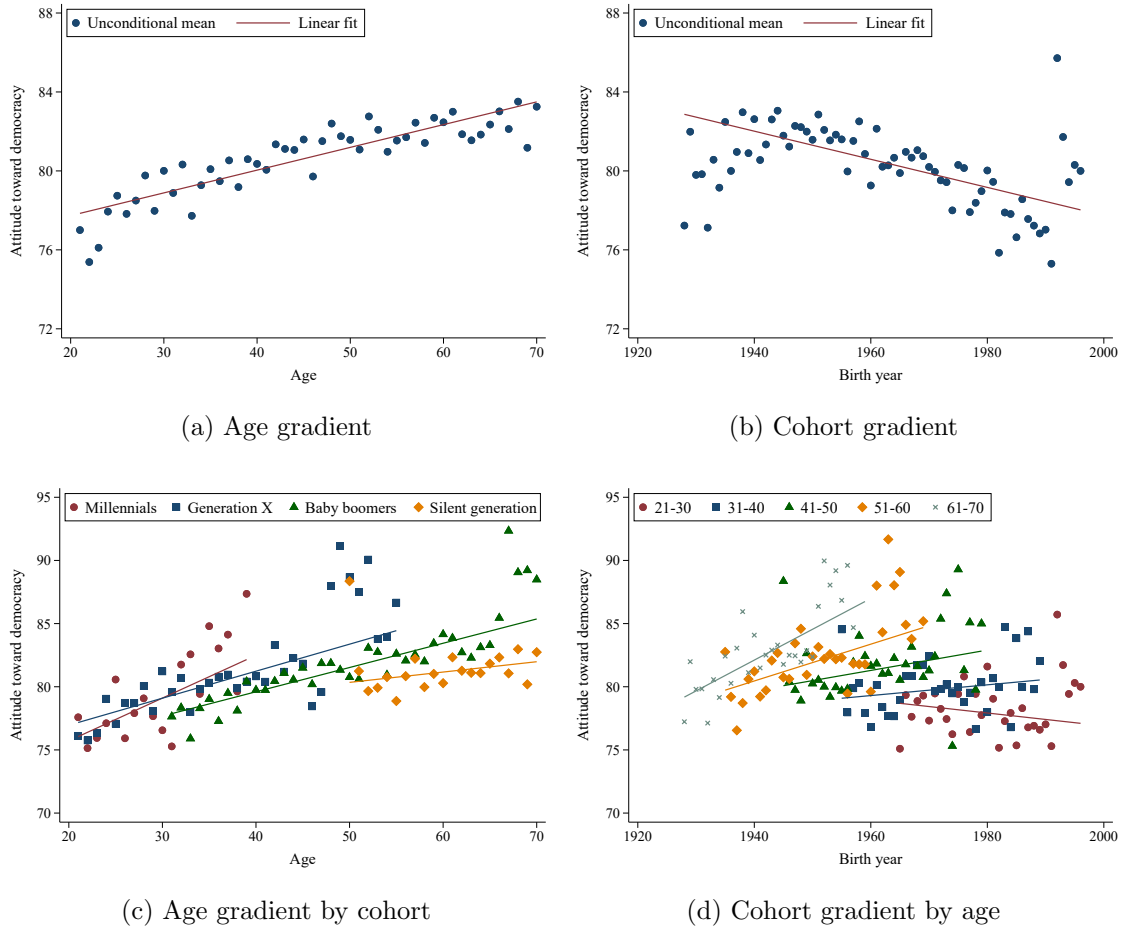 Unconditional mean Linear fit
88
84
80
76
72
Attitude toward democracy
20 30 40 50 60 70
Age
(a) Age gradient
Unconditional mean Linear fit
88
84
80
76
72
Attitude toward democracy
1920 1940 1960 1980 2000
Birth year
(b) Cohort gradient
Millennials Generation X Baby boomers Silent generation
95
90
85
80
75
70
Attitude toward democracy
20 30 40 50 60 70
Age
(c) Age gradient by cohort
21-30 31-40 41-50 51-60 61-70
95
90
85
80
75
70
Attitude toward democracy
1920 1940 1960 1980 2000
Birth year
(d) Cohort gradient by age